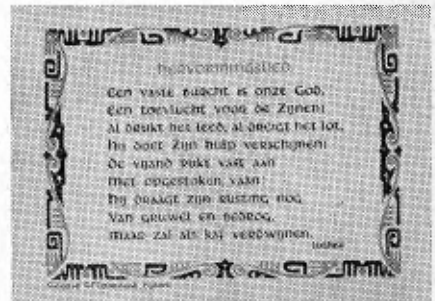 HERVORMINGSLIED
Een vaste burcht is onze God,
Een toevlucht voor de Zijnen!
Al drukt het leed, al dreigt het lot,
Hij doet Zijn hulp verschijnen!
De vijand rukt vast aan
Met opgestoken vaan!
Hij draagt zijn rusting nog
Van gruwel en bedrog,
maar zal als kaf verdwijnen.
Luther